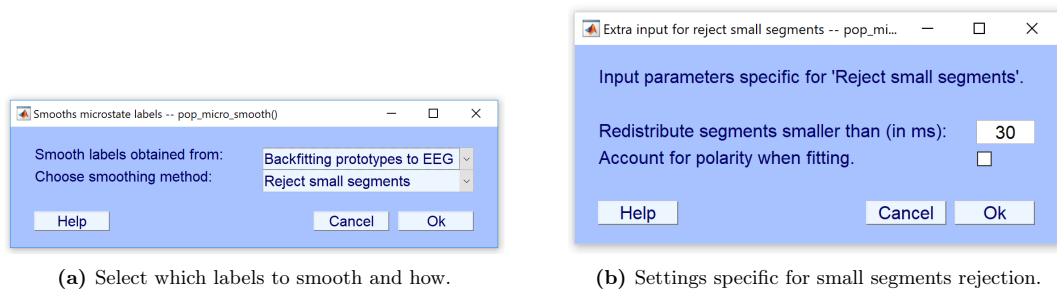 Smooths microstate labels -- pop_micro_smooth()
Smooth labels obtained from: Backfitting prototypes to EEG
Choose smoothing method: Reject small segments
Help Cancel Ok
(a) Select which labels to smooth and how.
Extra input for reject small segments -- pop_mi...
Input parameters specific for 'Reject small segments'.
Redistribute segments smaller than (in ms): 30
Account for polarity when fitting.
Help Cancel Ok
(b) Settings specific for small segments rejection.